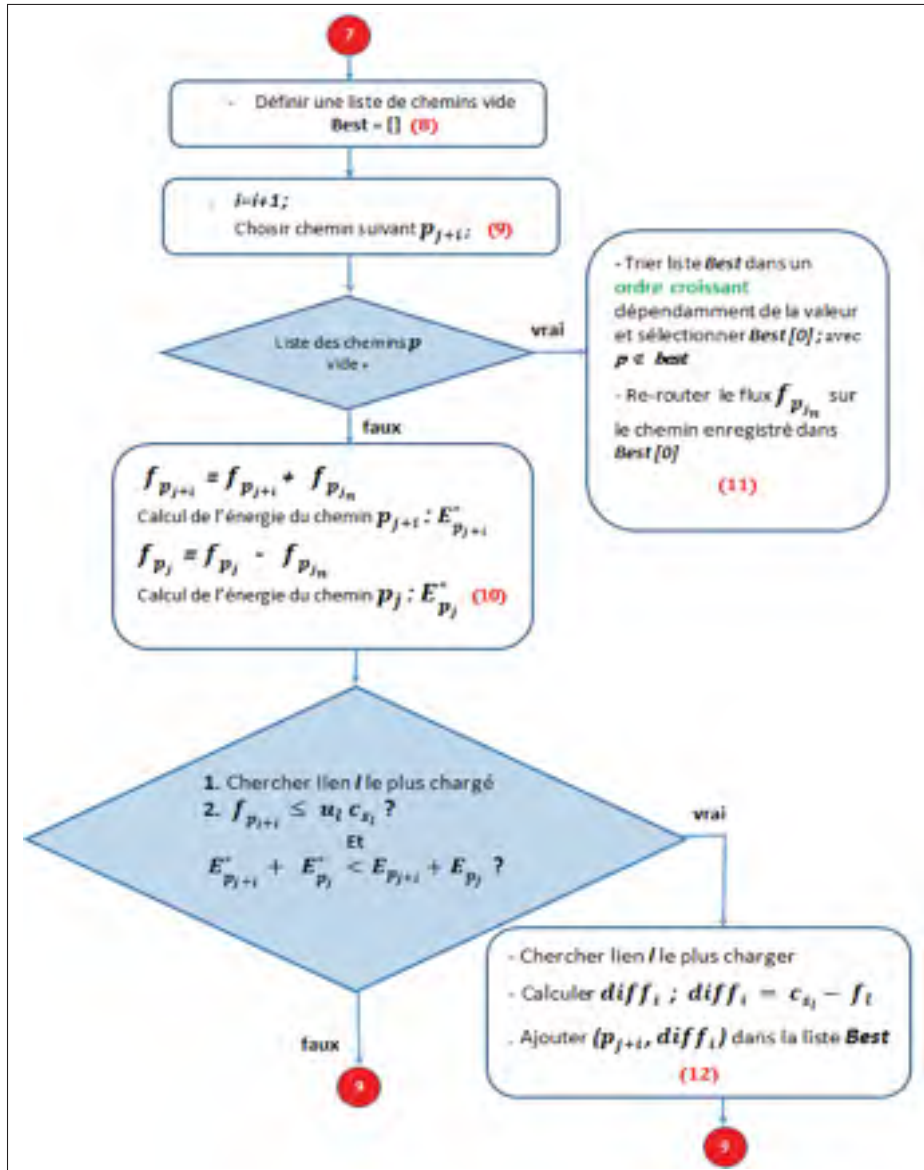 7
- Définir une liste de chemins vide
Best = [] (8)
. i=i+1;
Choisir chemin suivant p_{j+i}; (9)
Liste des chemins p
vide
vrai
- Trier liste Best dans un
ordre croissant
dépendamment de la valeur
et sélectionner Best [0]; avec
p ∉ best
- Re-router le flux f_{p_{j_n}} sur
le chemin enregistré dans
Best [0]
(11)
faux
f_{p_{j+i}} = f_{p_{j+i}} + f_{p_{j_n}}
Calcul de l'énergie du chemin p_{j+i} : E^*_{p_{j+i}}
f_{p_j} = f_{p_j} - f_{p_{j_n}}
Calcul de l'énergie du chemin p_j : E^*_{p_j} (10)
1. Chercher lien l le plus chargé
2. f_{p_{j+i}} ≤ u_l c_{s_l} ?
Et
E^*_{p_{j+i}} + E^*_{p_j} < E_{p_{j+i}} + E_{p_j} ?
vrai
- Chercher lien l le plus charger
- Calculer diff_i ; diff_i = c_{s_l} − f_l
. Ajouter (p_{j+i}, diff_i) dans la liste Best
(12)
faux
9
9